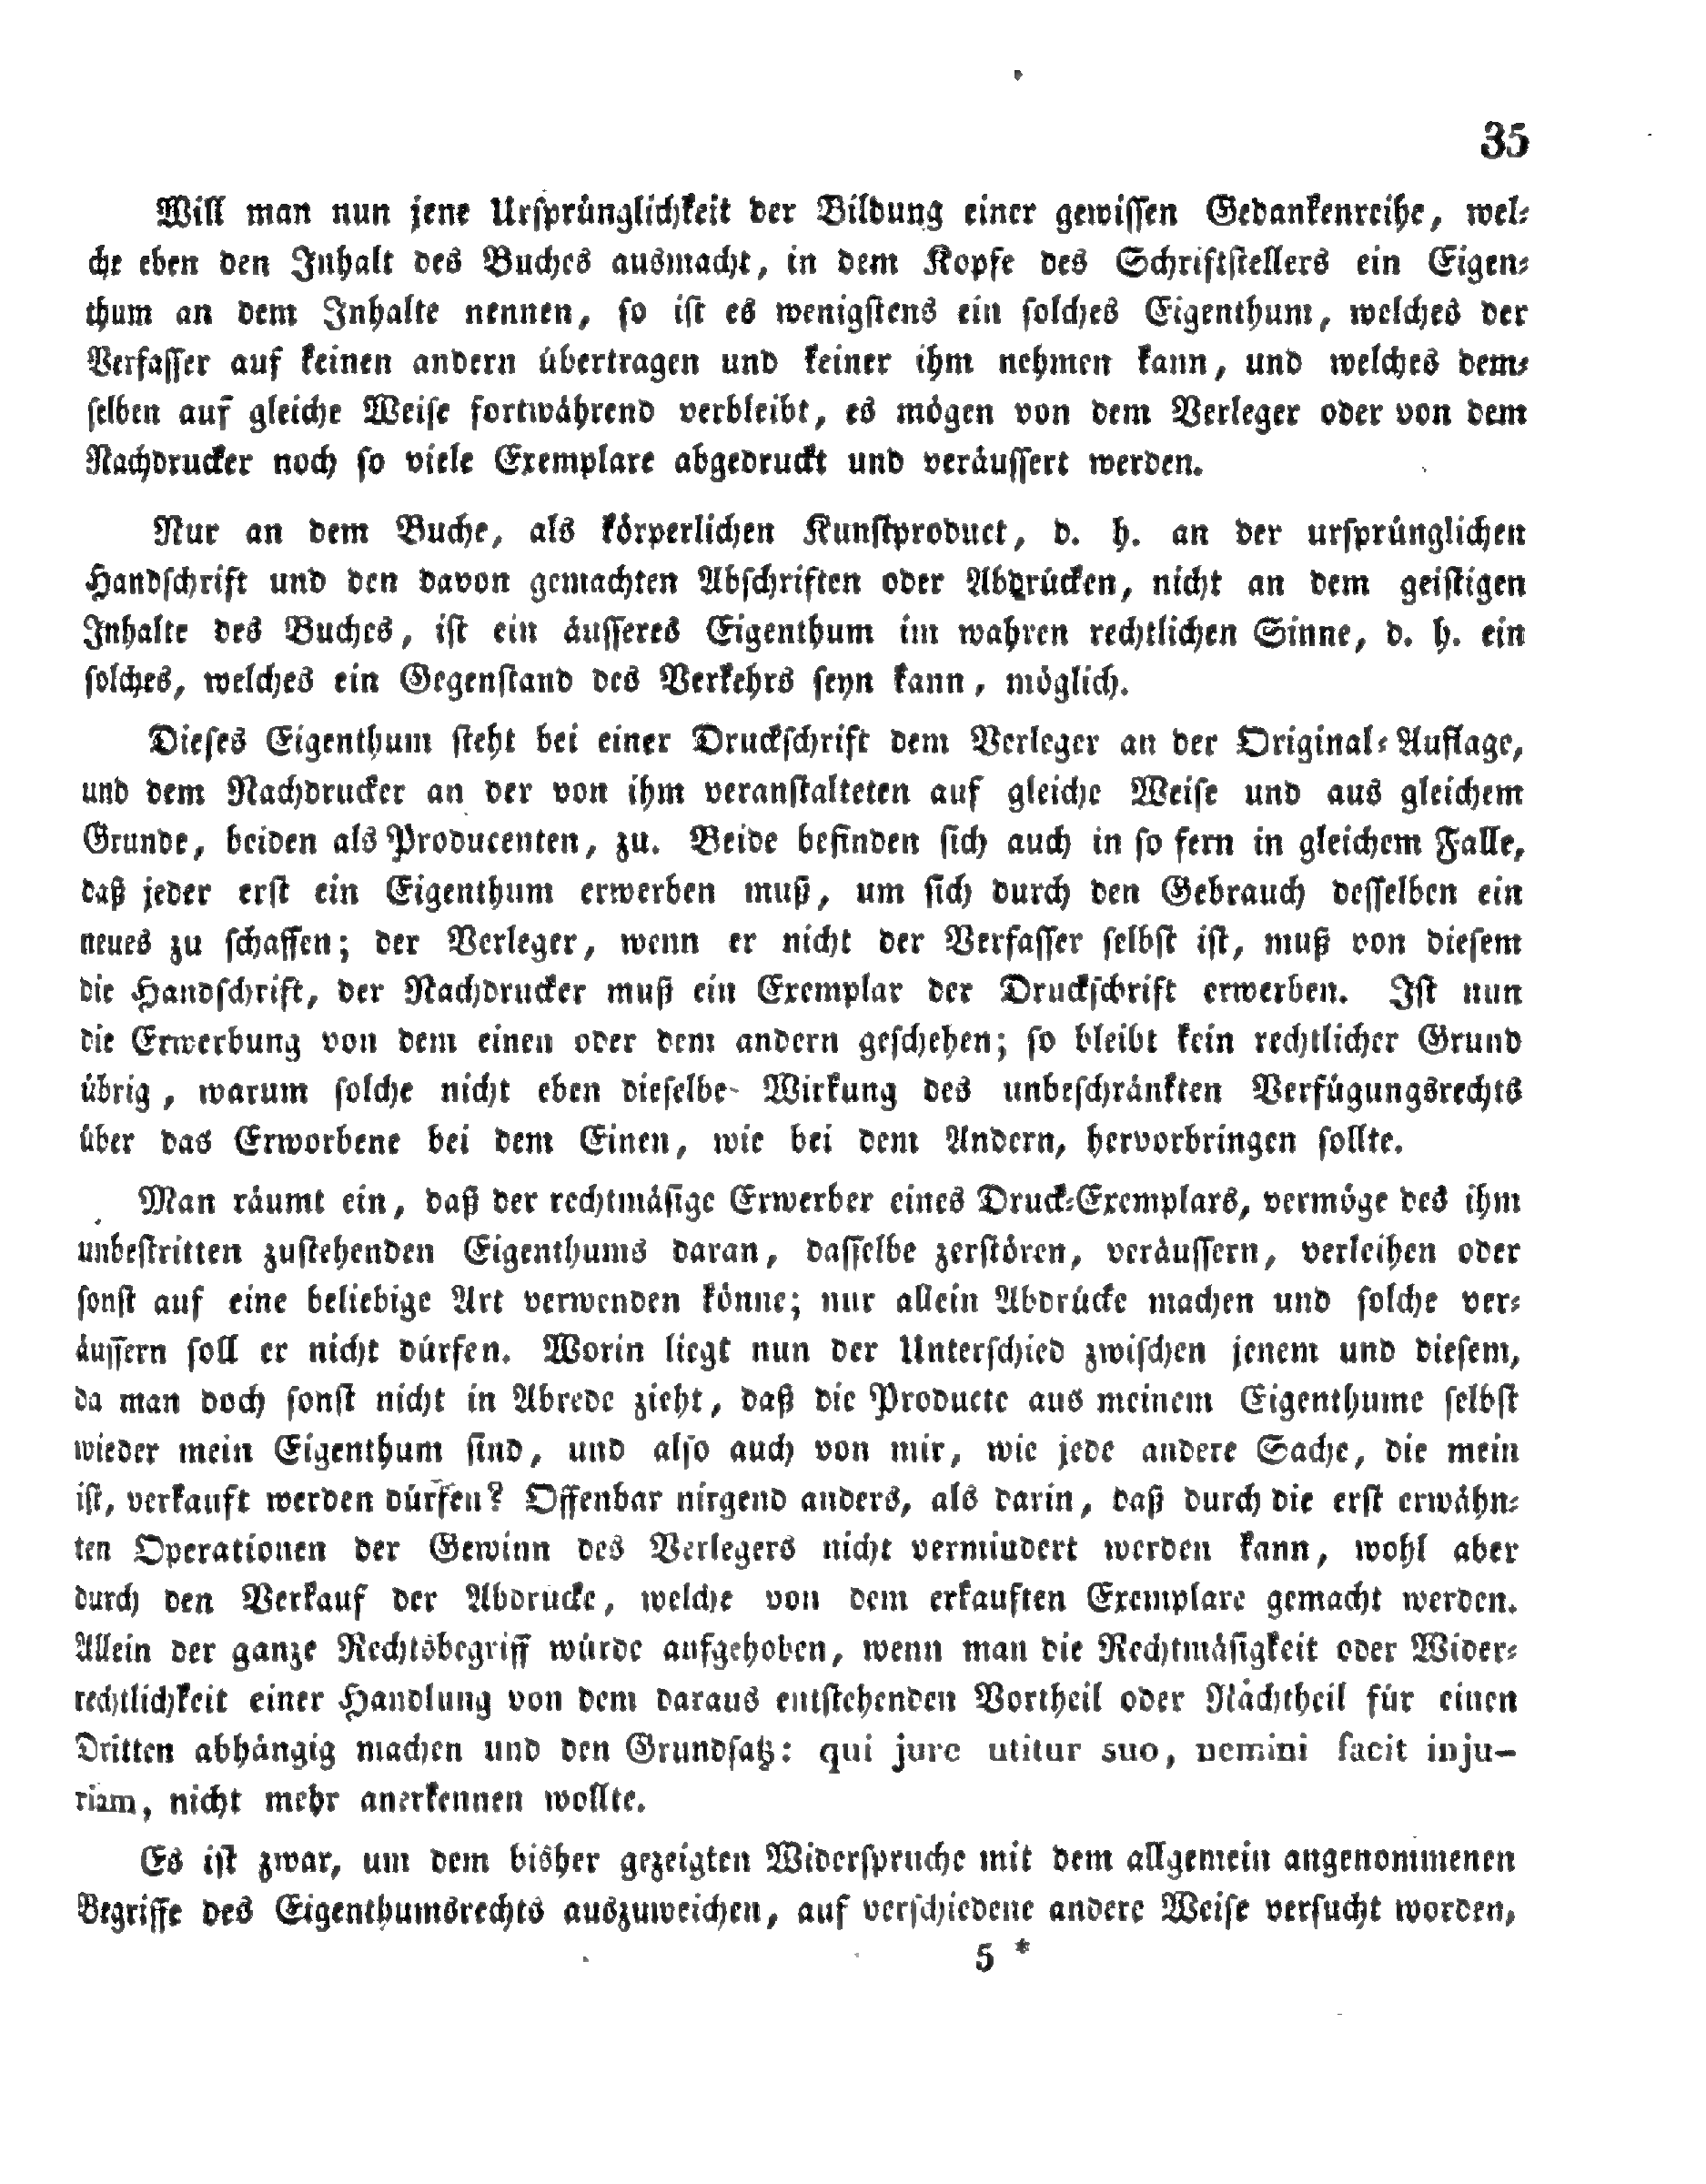 35
Will man nun jene Ursprünglichkeit der Bildung einer gewissen Gedankenreihe, wel-
che eben den Inhalt des Buches ausmacht, in dem Kopfe des Schriftstellers ein Eigen-
thum an dem Inhalte nennen, so ist es wenigstens ein solches Eigenthum, welches der
Verfasser auf keinen andern übertragen und keiner ihm nehmen kann, und welches dem-
selben auf gleiche Weise fortwährend verbleibt, es mögen von dem Verleger oder von dem
Nachdrucker noch so viele Exemplare abgedruckt und veräussert werden.
Nur an dem Buche, als körperlichen Kunstproduct, d. h. an der ursprünglichen
Handschrift und den davon gemachten Abschriften oder Abdrücken, nicht an dem geistigen
Inhalte des Buches, ist ein äusseres Eigenthum im wahren rechtlichen Sinne, d. h. ein
solches, welches ein Gegenstand des Verkehrs seyn kann, möglich.
Dieses Eigenthum steht bei einer Druckschrift dem Verleger an der Original-Auflage,
und dem Nachdrucker an der von ihm veranstalteten auf gleiche Weise und aus gleichem
Grunde, beiden als Producenten, zu. Beide befinden sich auch in so fern in gleichem Falle,
daß jeder erst ein Eigenthum erwerben muß, um sich durch den Gebrauch desselben ein
neues zu schaffen; der Verleger, wenn er nicht der Verfasser selbst ist, muß von diesem
die Handschrift, der Nachdrucker muß ein Exemplar der Druckschrift erwerben. Ist nun
die Erwerbung von dem einen oder dem andern geschehen; so bleibt kein rechtlicher Grund
übrig, warum solche nicht eben dieselbe Wirkung des unbeschränkten Verfügungsrechts
über das Erworbene bei dem Einen, wie bei dem Andern, hervorbringen sollte.
Man räumt ein, daß der rechtmäsige Erwerber eines Druck-Exemplars, vermöge des ihm
unbestritten zustehenden Eigenthums daran, dasselbe zerstören, veräussern, verleihen oder
sonst auf eine beliebige Art verwenden könne; nur allein Abdrücke machen und solche ver-
äussern soll er nicht dürfen. Worin liegt nun der Unterschied zwischen jenem und diesem,
da man doch sonst nicht in Abrede zieht, daß die Producte aus meinem Eigenthume selbst
wieder mein Eigenthum sind, und also auch von mir, wie jede andere Sache, die mein
ist, verkauft werden dürfen? Offenbar nirgend anders, als darin, daß durch die erst erwähn-
ten Operationen der Gewinn des Verlegers nicht vermindert werden kann, wohl aber
durch den Verkauf der Abdrücke, welche von dem erkauften Exemplare gemacht werden.
Allein der ganze Rechtsbegriff würde aufgehoben, wenn man die Rechtmäsigkeit oder Wider-
rechtlichkeit einer Handlung von dem daraus entstehenden Vortheil oder Nachtheil für einen
Dritten abhängig machen und den Grundsatz: qui jure utitur suo, nemini facit inju-
riam, nicht mehr anerkennen wollte.
Es ist zwar, um dem bisher gezeigten Widerspruche mit dem allgemein angenommenen
Begriffe des Eigenthumsrechts auszuweichen, auf verschiedene andere Weise versucht worden,
5 *